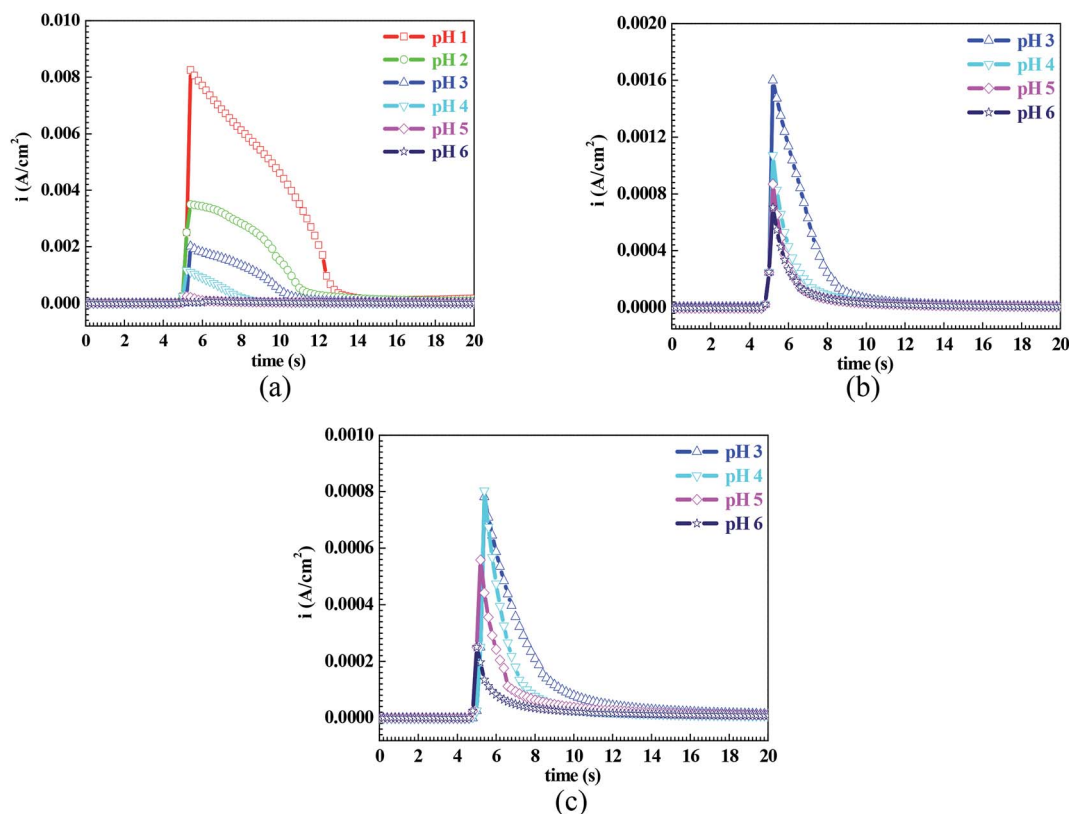 0.010
0.008
0.006
0.004
0.002
0.000
i (A/cm²)
pH 1
pH 2
pH 3
pH 4
pH 5
pH 6
0 2 4 6 8 10 12 14 16 18 20
time (s)
(a)
0.0020
0.0016
0.0012
0.0008
0.0004
0.0000
i (A/cm²)
pH 3
pH 4
pH 5
pH 6
0 2 4 6 8 10 12 14 16 18 20
time (s)
(b)
0.0010
0.0008
0.0006
0.0004
0.0002
0.0000
i (A/cm²)
pH 3
pH 4
pH 5
pH 6
0 2 4 6 8 10 12 14 16 18 20
time (s)
(c)